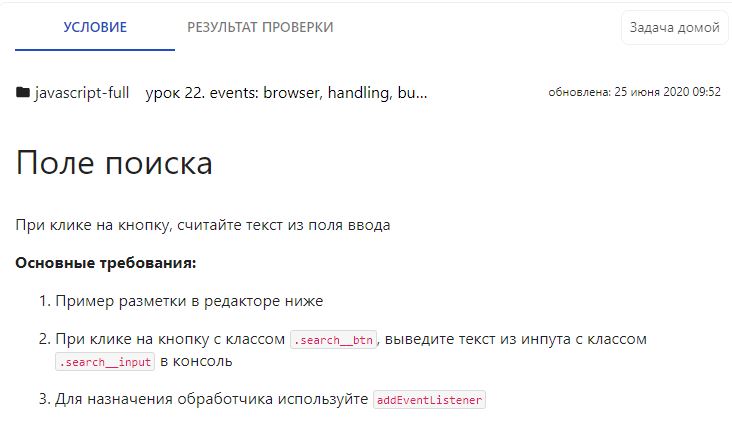 УСЛОВИЕ РЕЗУЛЬТАТ ПРОВЕРКИ Задача домой
javascript-full урок 22. events: browser, handling, bu... обновлена: 25 июня 2020 09:52
Поле поиска
При клике на кнопку, считайте текст из поля ввода
Основные требования:
1. Пример разметки в редакторе ниже
2. При клике на кнопку с классом .search__btn, выведите текст из инпута с классом
.search__input в консоль
3. Для назначения обработчика используйте addEventListener